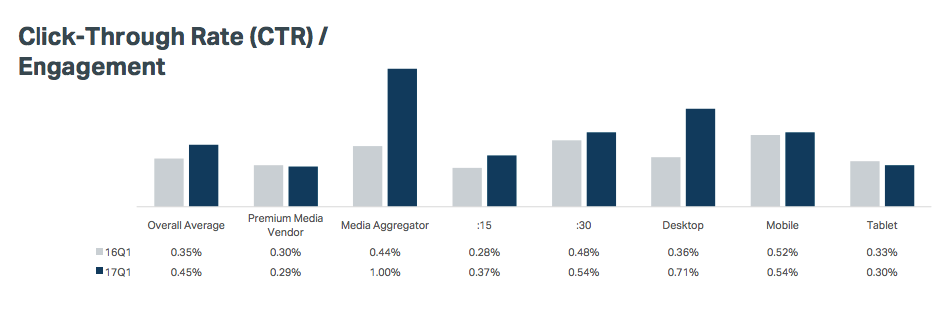 Click-Through Rate (CTR) /
Engagement
Overall Average Premium Media Vendor Media Aggregator :15 :30 Desktop Mobile Tablet
16Q1 0.35% 0.30% 0.44% 0.28% 0.48% 0.36% 0.52% 0.33%
17Q1 0.45% 0.29% 1.00% 0.37% 0.54% 0.71% 0.54% 0.30%